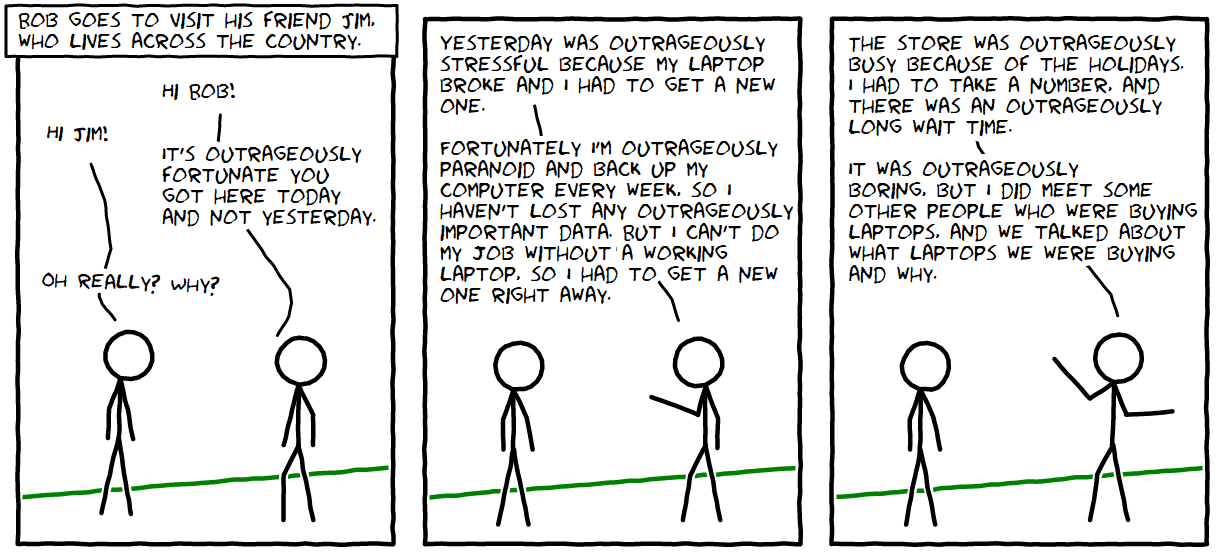 BOB GOES TO VISIT HIS FRIEND JIM,
WHO LIVES ACROSS THE COUNTRY.
HI BOB!
HI JIM!
IT'S OUTRAGEOUSLY
FORTUNATE YOU
GOT HERE TODAY
AND NOT YESTERDAY.
OH REALLY? WHY?
YESTERDAY WAS OUTRAGEOUSLY
STRESSFUL BECAUSE MY LAPTOP
BROKE AND I HAD TO GET A NEW
ONE.
FORTUNATELY I'M OUTRAGEOUSLY
PARANOID AND BACK UP MY
COMPUTER EVERY WEEK, SO I
HAVEN'T LOST ANY OUTRAGEOUSLY
IMPORTANT DATA. BUT I CAN'T DO
MY JOB WITHOUT A WORKING
LAPTOP, SO I HAD TO GET A NEW
ONE RIGHT AWAY.
THE STORE WAS OUTRAGEOUSLY
BUSY BECAUSE OF THE HOLIDAYS.
I HAD TO TAKE A NUMBER, AND
THERE WAS AN OUTRAGEOUSLY
LONG WAIT TIME.
IT WAS OUTRAGEOUSLY
BORING, BUT I DID MEET SOME
OTHER PEOPLE WHO WERE BUYING
LAPTOPS, AND WE TALKED ABOUT
WHAT LAPTOPS WE WERE BUYING
AND WHY.